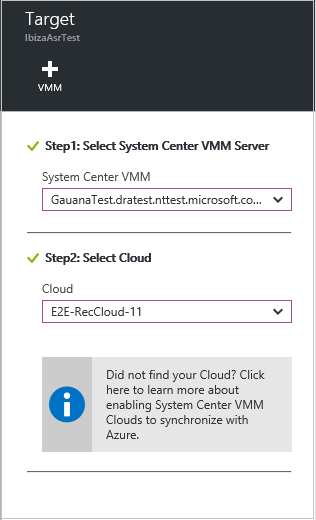 Target
IbizaAsrTest
VMM
Step1: Select System Center VMM Server
System Center VMM
GauanaTest.dratest.nttest.microsoft.co...
Step2: Select Cloud
Cloud
E2E-RecCloud-11
Did not find your Cloud? Click
here to learn more about
enabling System Center VMM
Clouds to synchronize with
Azure.